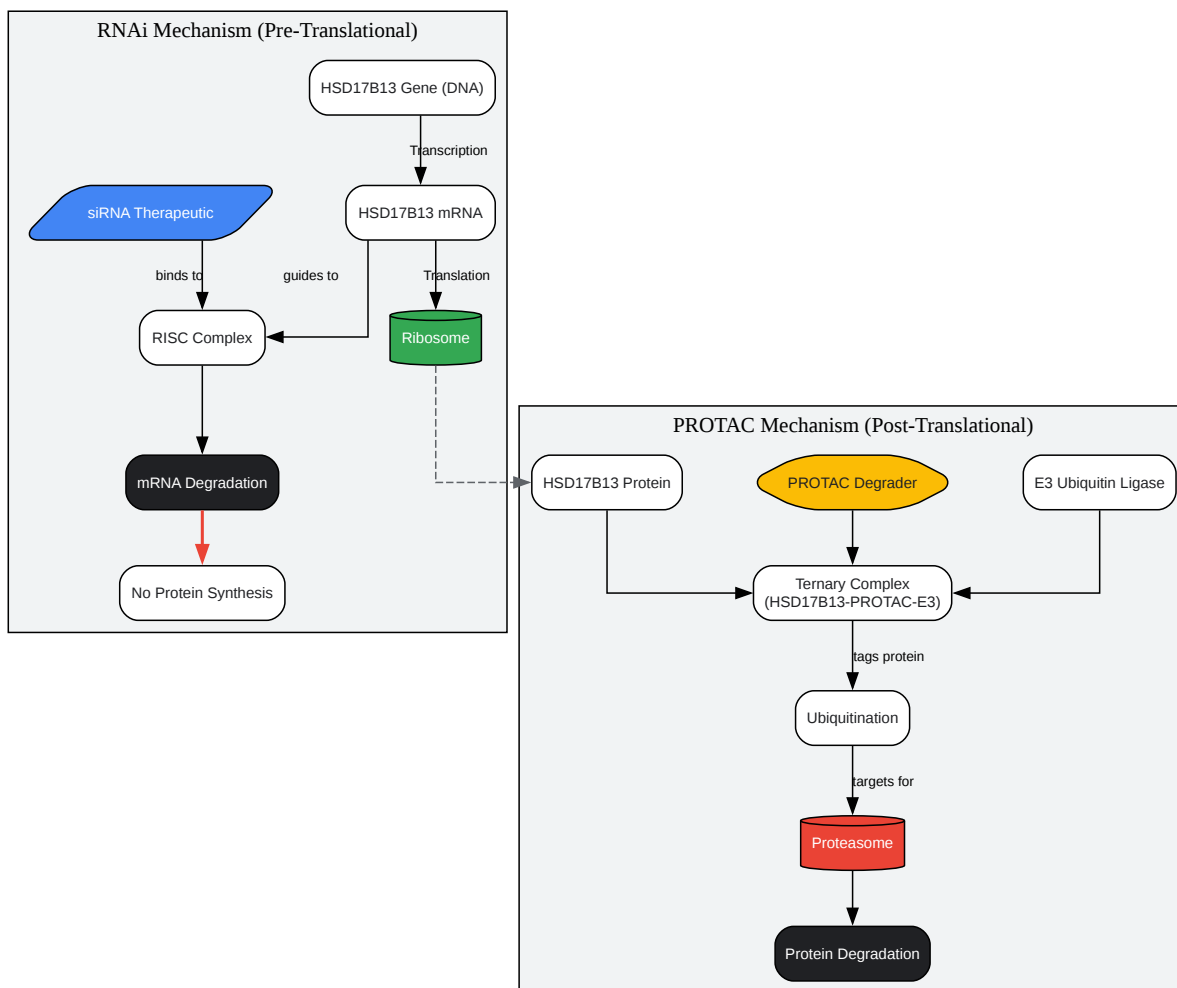 RNAi Mechanism (Pre-Translational)
HSD17B13 Gene (DNA)
Transcription
siRNA Therapeutic
HSD17B13 mRNA
binds to
guides to
Translation
RISC Complex
Ribosome
mRNA Degradation
No Protein Synthesis
PROTAC Mechanism (Post-Translational)
HSD17B13 Protein
PROTAC Degrader
E3 Ubiquitin Ligase
Ternary Complex
(HSD17B13-PROTAC-E3)
tags protein
Ubiquitination
targets for
Proteasome
Protein Degradation